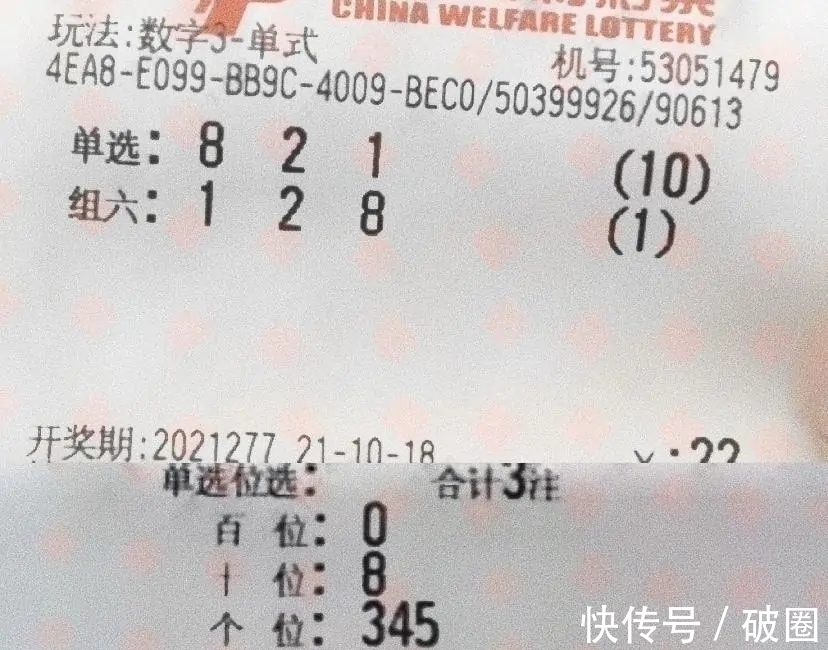 CHINA WELFARE LOTTERY
玩法:数字3-单式
机号:53051479
4EA8-E099-BB9C-4009-BEC0/50399926/90613
单选: 8 2 1 (10)
组六: 1 2 8 (1)
开奖期:2021277 21-10-18 ¥:22
单选位选: 合计3注
百位: 0
十位: 8
个位: 345
快传号 / 破圈